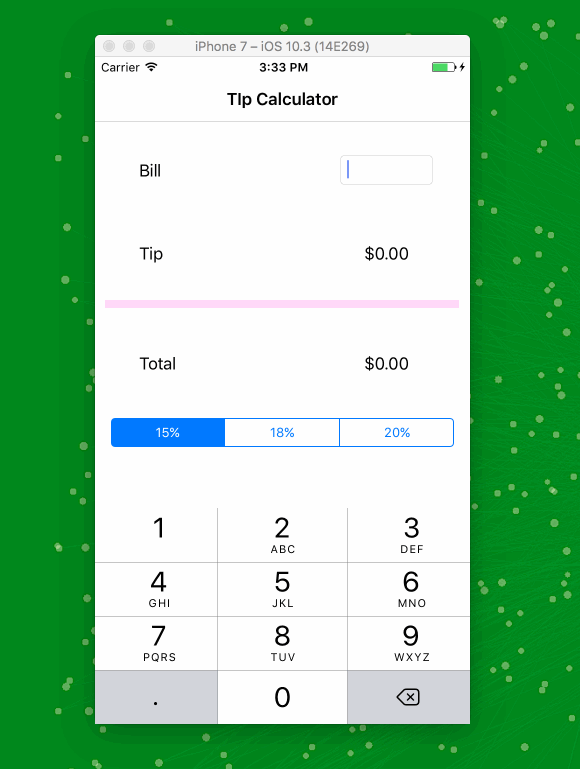 iPhone 7 – iOS 10.3 (14E269)
Carrier 3:33 PM
TIp Calculator
Bill
Tip $0.00
Total $0.00
15% 18% 20%
1 2 3
ABC DEF
4 5 6
GHI JKL MNO
7 8 9
PQRS TUV WXYZ
. 0